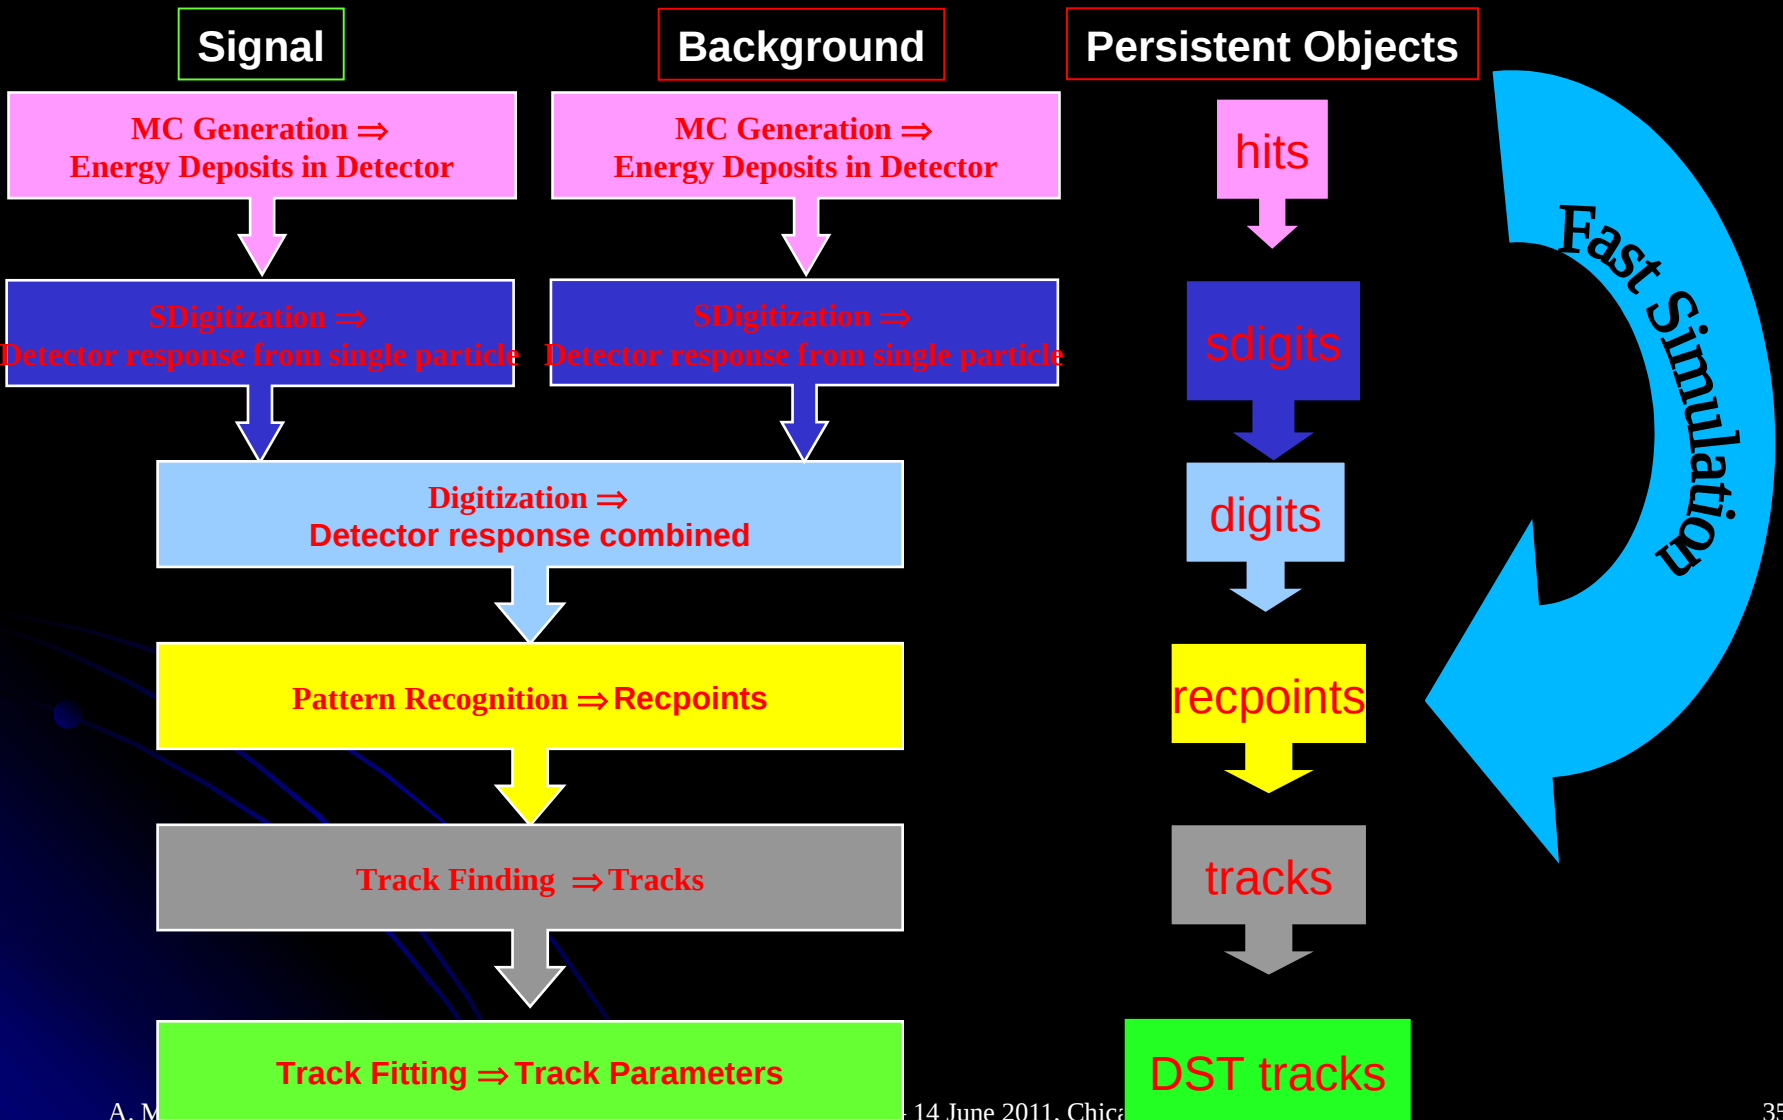 Signal
Background
Persistent Objects
MC Generation ⇒
Energy Deposits in Detector
MC Generation ⇒
Energy Deposits in Detector
hits
SDigitization ⇒
Detector response from single particle
SDigitization ⇒
Detector response from single particle
sdigits
Fast Simulation
Digitization ⇒
Detector response combined
digits
Pattern Recognition ⇒ Recpoints
recpoints
Track Finding ⇒ Tracks
tracks
Track Fitting ⇒ Track Parameters
DST tracks
A. 14 June 2011, 35